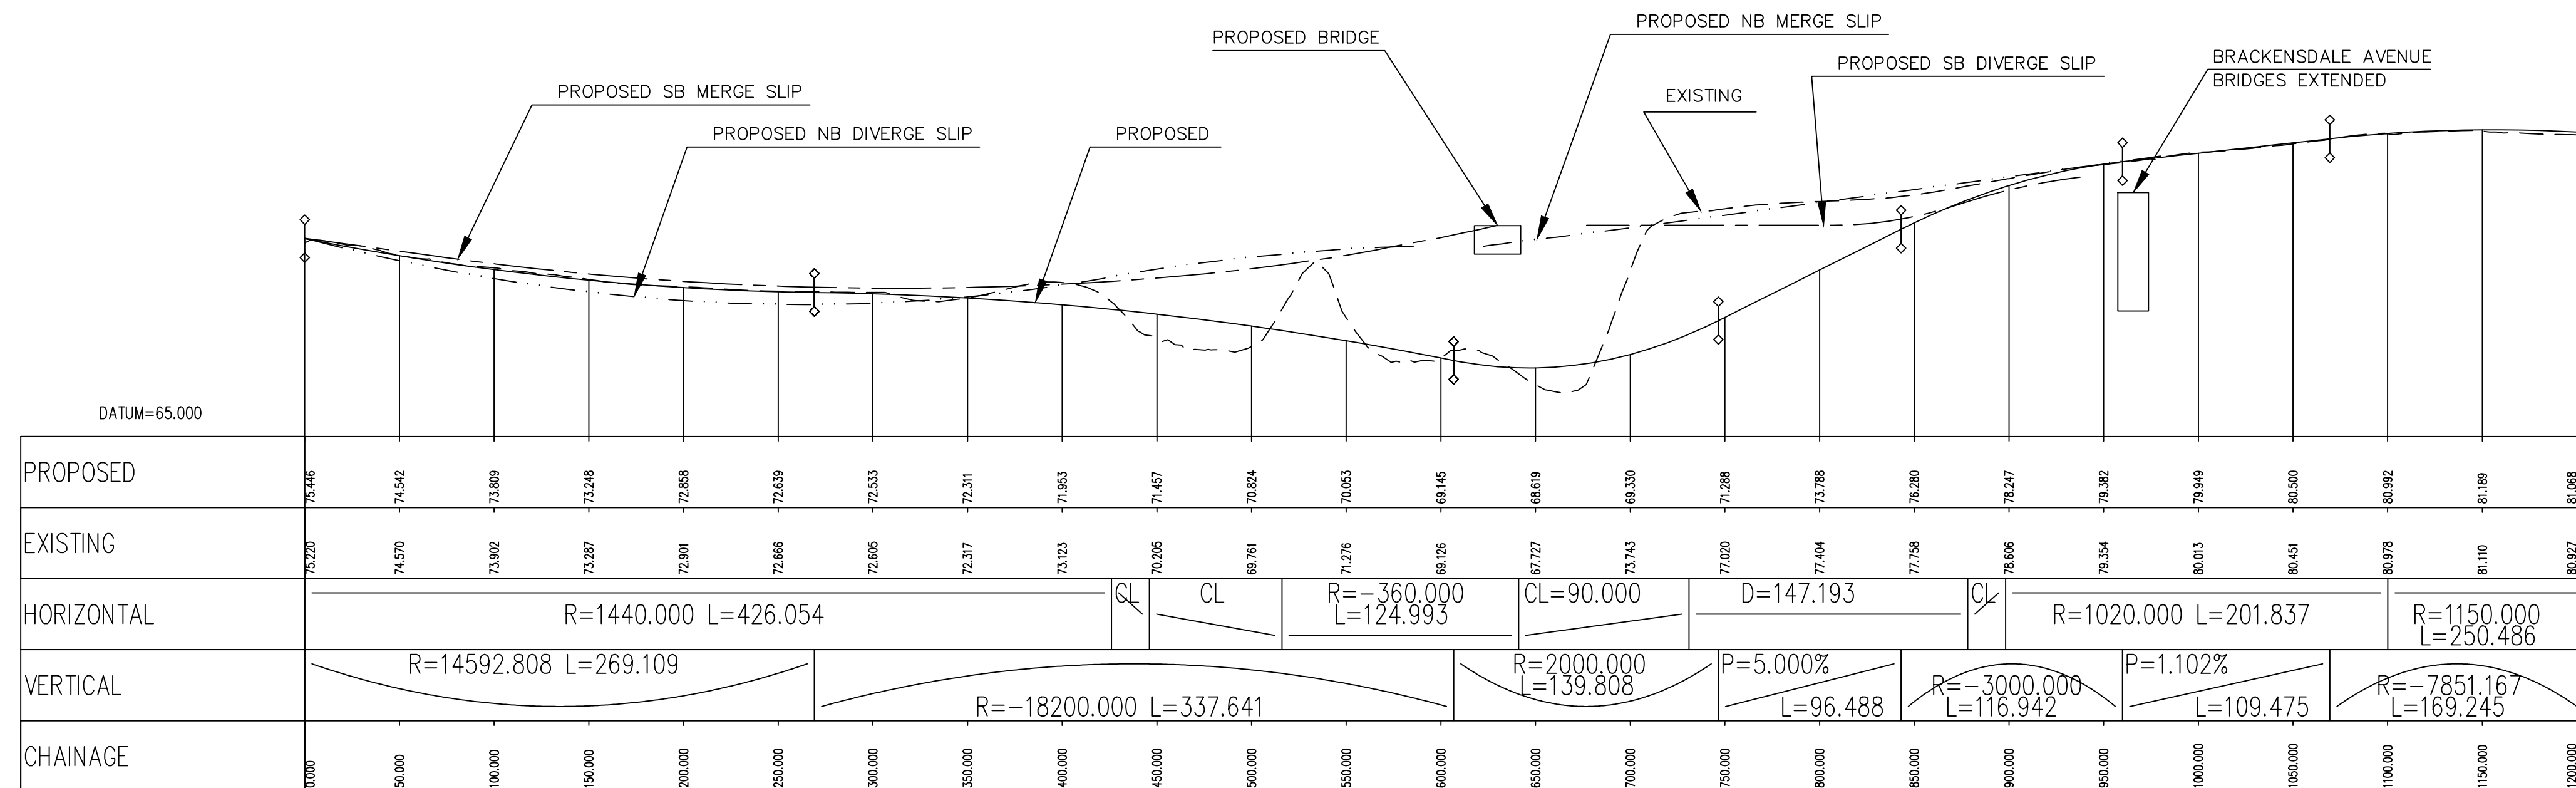 PROPOSED NB MERGE SLIP
PROPOSED BRIDGE
BRACKENSDALE AVENUE
BRIDGES EXTENDED
PROPOSED SB DIVERGE SLIP
PROPOSED SB MERGE SLIP
EXISTING
PROPOSED NB DIVERGE SLIP
PROPOSED
DATUM=65.000
PROPOSED 75.446 74.542 73.809 73.248 72.858 72.639 72.533 72.311 71.953 71.457 70.824 70.053 69.145 68.619 69.330 71.288 73.788 76.280 78.247 79.382 79.949 80.500 80.992 81.189 81.068
EXISTING 75.220 74.570 73.902 73.287 72.901 72.666 72.605 72.317 73.123 70.205 69.761 71.276 69.126 67.727 73.743 77.020 77.404 77.758 78.606 79.354 80.013 80.451 80.978 81.110 80.927
HORIZONTAL
R=1440.000 L=426.054
CL
CL
R=-360.000
L=124.993
CL=90.000
D=147.193
CL
R=1020.000 L=201.837
R=1150.000
L=250.486
VERTICAL
R=14592.808 L=269.109
R=-18200.000 L=337.641
R=2000.000
L=139.808
P=5.000%
L=96.488
R=-3000.000
L=116.942
P=1.102%
L=109.475
R=-7851.167
L=169.245
CHAINAGE 0.000 50.000 100.000 150.000 200.000 250.000 300.000 350.000 400.000 450.000 500.000 550.000 600.000 650.000 700.000 750.000 800.000 850.000 900.000 950.000 1000.000 1050.000 1100.000 1150.000 1200.000